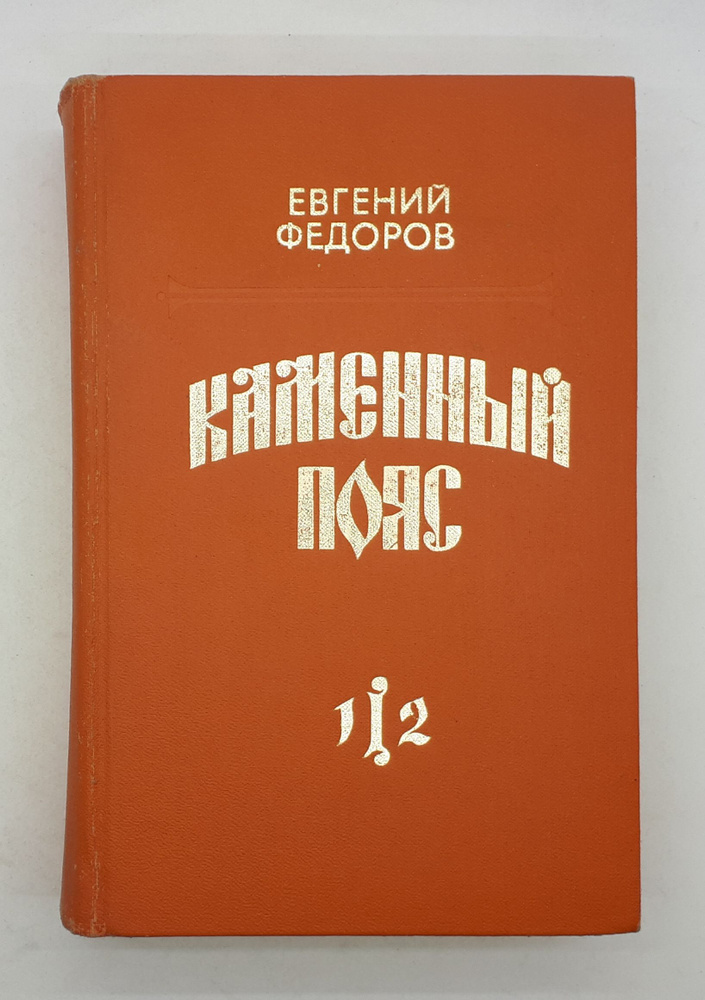 ЕВГЕНИЙ
ФЕДОРОВ
КАМЕННЫЙ
ПОЯС
1 2